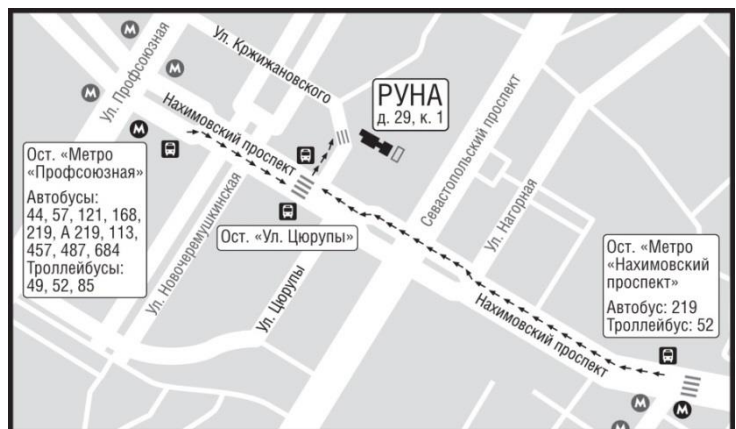 Ул. Профсоюзная
Ул. Кржижановского
Нахимовский проспект
РУНА
д. 29, к. 1
Севастопольский проспект
Ост. «Метро
«Профсоюзная»
Автобусы:
44, 57, 121, 168,
219, А 219, 113,
457, 487, 684
Троллейбусы:
49, 52, 85
Ул. Новочеремушкинская
Ост. «Ул. Цюрупы»
Ул. Цюрупы
Ул. Нагорная
Ост. «Метро
«Нахимовский
проспект»
Автобус: 219
Троллейбус: 52
Нахимовский проспект
М
М
М
М
М
М